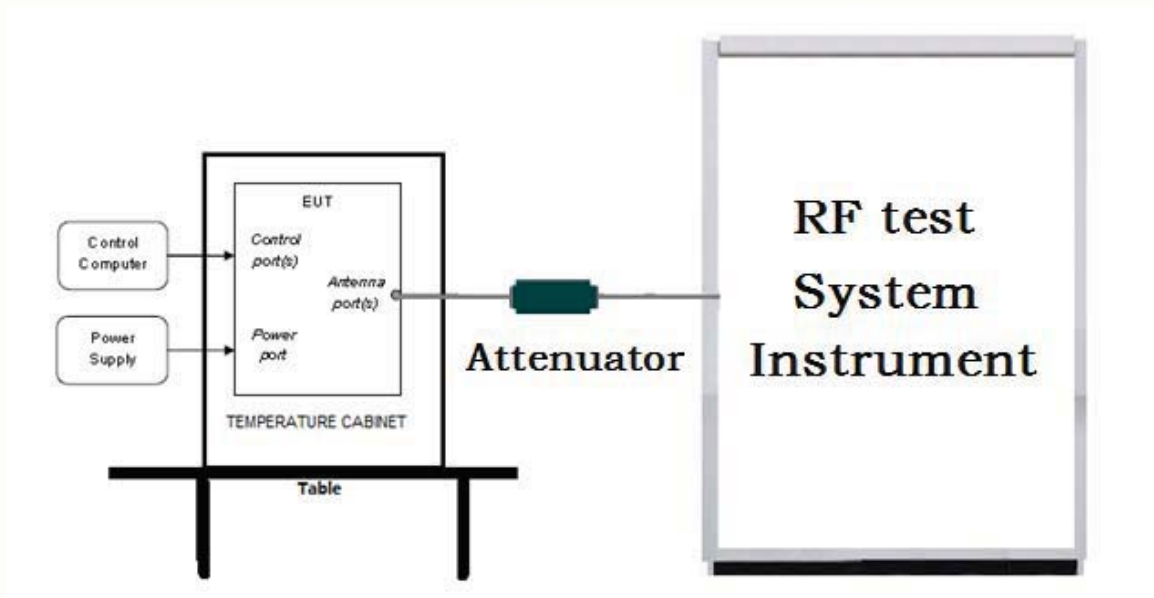 EUT
Control
Computer
Control
port(s)
Antenna
port(s)
Power
Supply
Power
port
TEMPERATURE CABINET
Table
Attenuator
RF test
System
Instrument